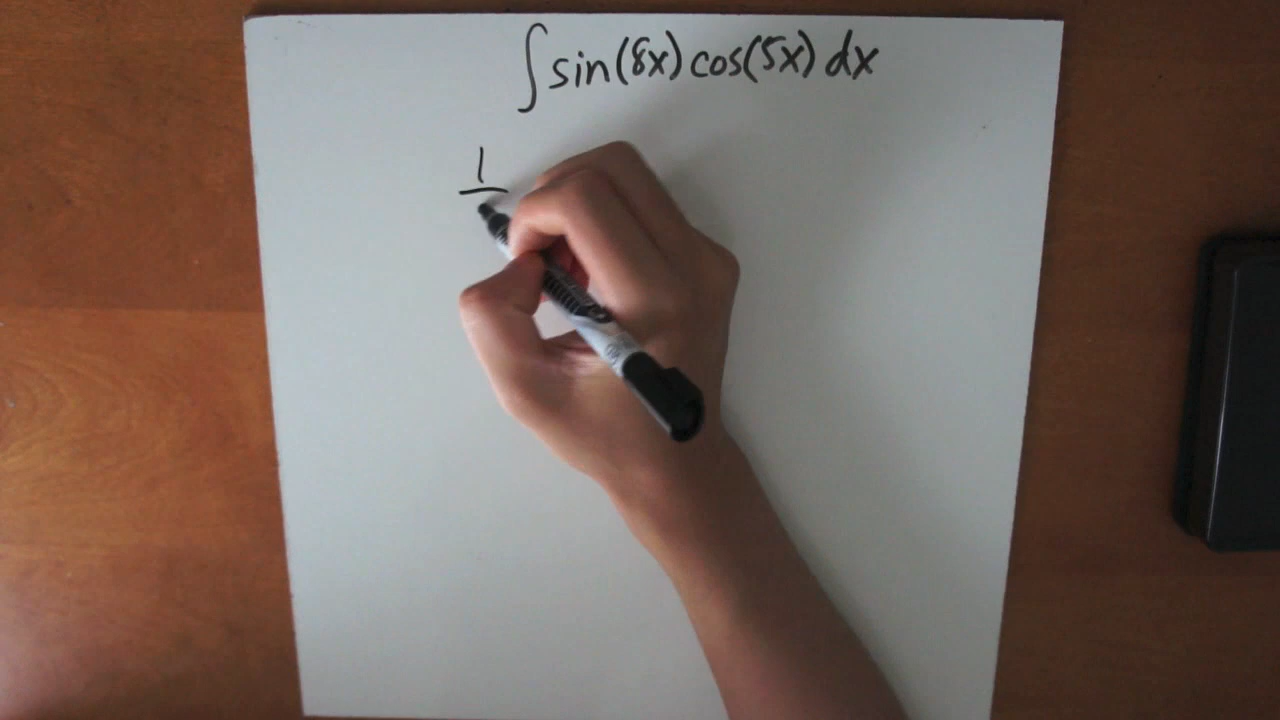 ∫ sin(8x) cos(5x) dx
1